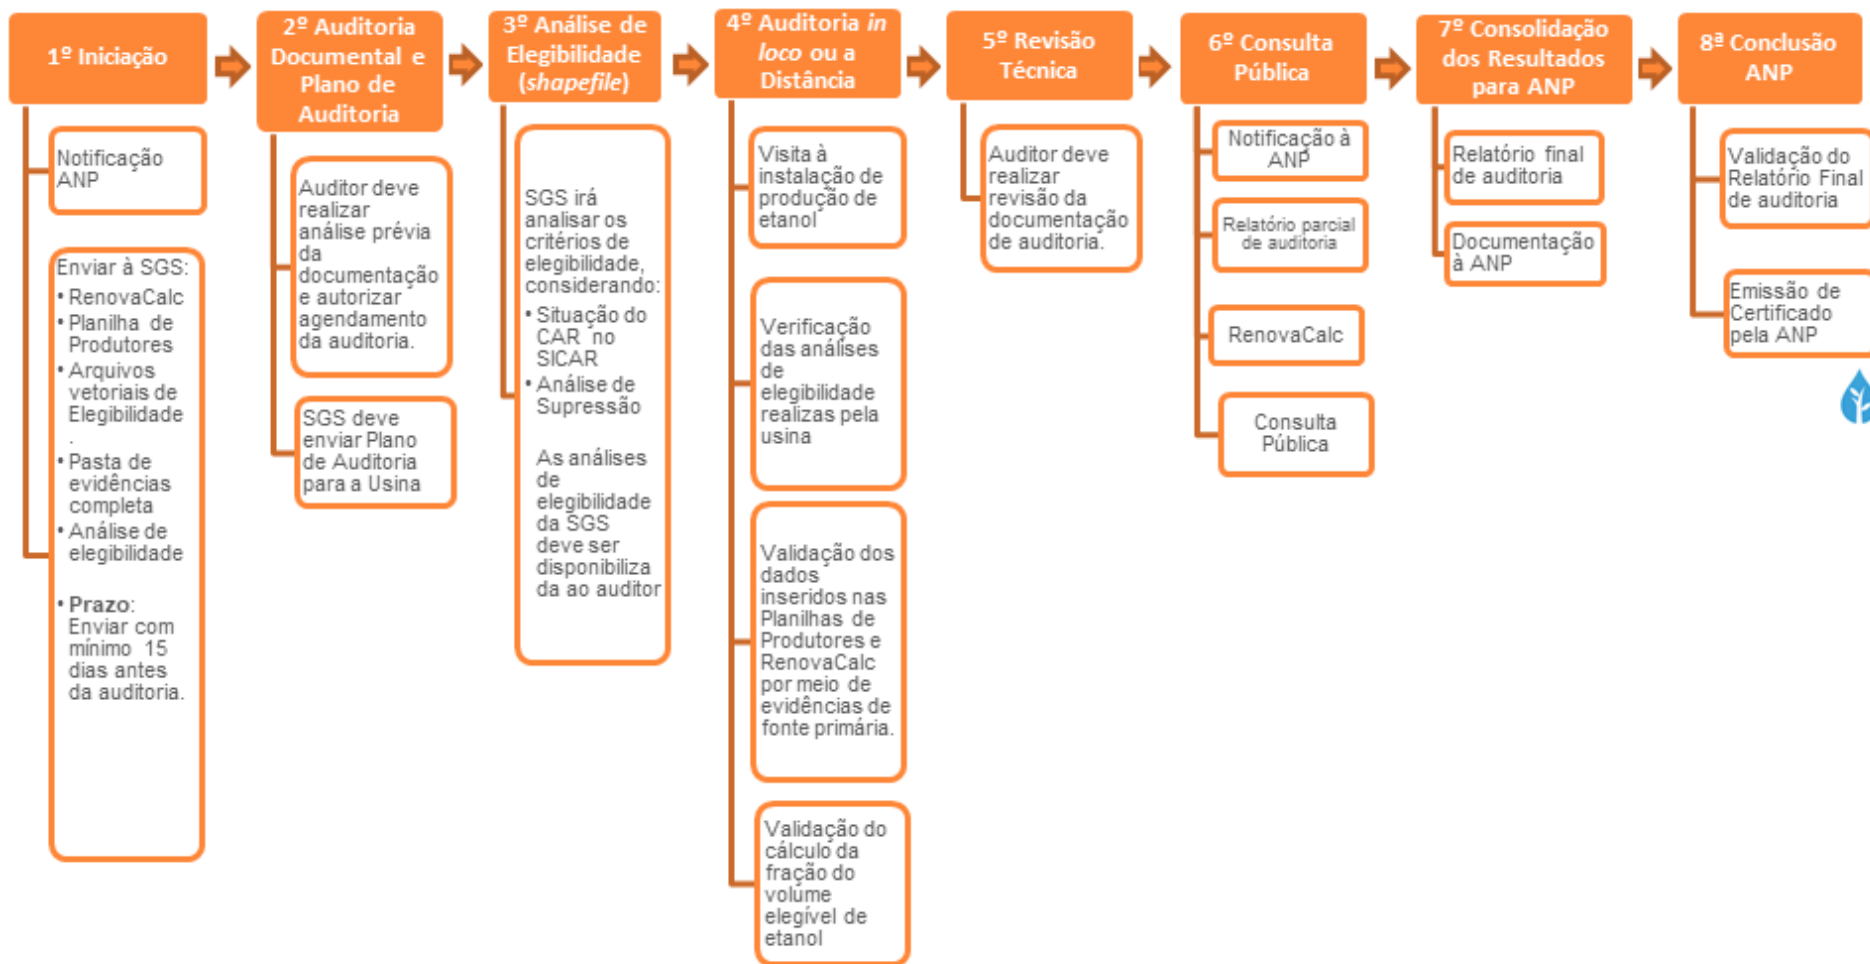 1º Iniciação
Notificação
ANP
Enviar à SGS:
• RenovaCalc
• Planilha de
Produtores
• Arquivos
vetoriais de
Elegibilidade
.
• Pasta de
evidências
completa
• Análise de
elegibilidade
• Prazo:
Enviar com
mínimo 15
dias antes
da auditoria.
2º Auditoria
Documental e
Plano de
Auditoria
Auditor deve
realizar
análise prévia
da
documentação
e autorizar
agendamento
da auditoria.
SGS deve
enviar Plano
de Auditoria
para a Usina
3º Análise de
Elegibilidade
(shapefile)
SGS irá
analisar os
critérios de
elegibilidade,
considerando:
• Situação do
CAR no
SICAR
• Análise de
Supressão
As análises
de
elegibilidade
da SGS
deve ser
disponibiliza
da ao auditor
4º Auditoria in
loco ou a
Distância
Visita à
instalação de
produção de
etanol
Verificação
das análises
de
elegibilidade
realizas pela
usina
Validação dos
dados
inseridos nas
Planilhas de
Produtores e
RenovaCalc
por meio de
evidências de
fonte primária.
Validação do
cálculo da
fração do
volume
elegível de
etanol
5º Revisão
Técnica
Auditor deve
realizar
revisão da
documentação
de auditoria.
6º Consulta
Pública
Notificação à
ANP
Relatório parcial
de auditoria
RenovaCalc
Consulta
Pública
7º Consolidação
dos Resultados
para ANP
Relatório final
de auditoria
Documentação
à ANP
8ª Conclusão
ANP
Validação do
Relatório Final
de auditoria
Emissão de
Certificado
pela ANP